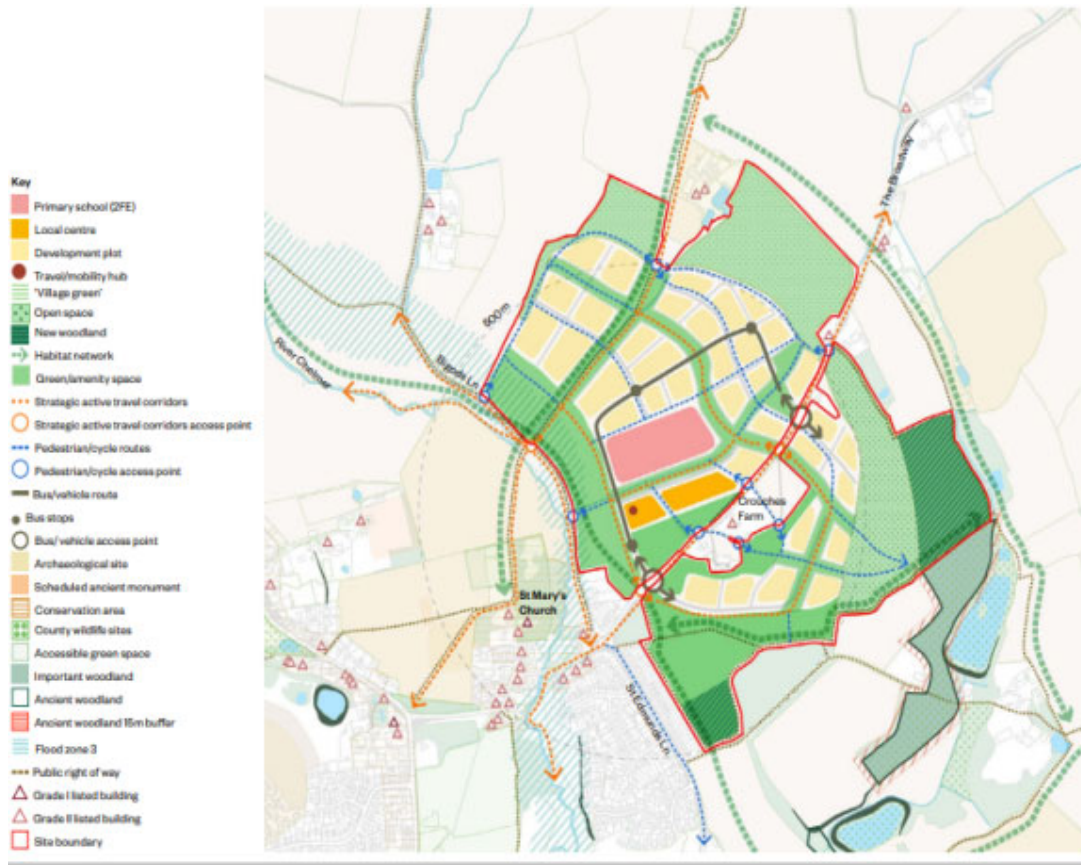 Key
Primary school (2FE)
Local centre
Development plot
Travel/mobility hub
'Village green'
Open space
New woodland
Habitat network
Green/amenity space
Strategic active travel corridors
Strategic active travel corridors access point
Pedestrian/cycle routes
Pedestrian/cycle access point
Bus/vehicle route
Bus stops
Bus/ vehicle access point
Archaeological site
Scheduled ancient monument
Conservation area
County wildlife sites
Accessible green space
Important woodland
Ancient woodland
Ancient woodland 15m buffer
Flood zone 3
Public right of way
Grade I listed building
Grade II listed building
Site boundary
The Broadway
500m
River Chelmer
Bigods Ln
Crouches
Farm
St Mary's
Church
St Edmunds Ln